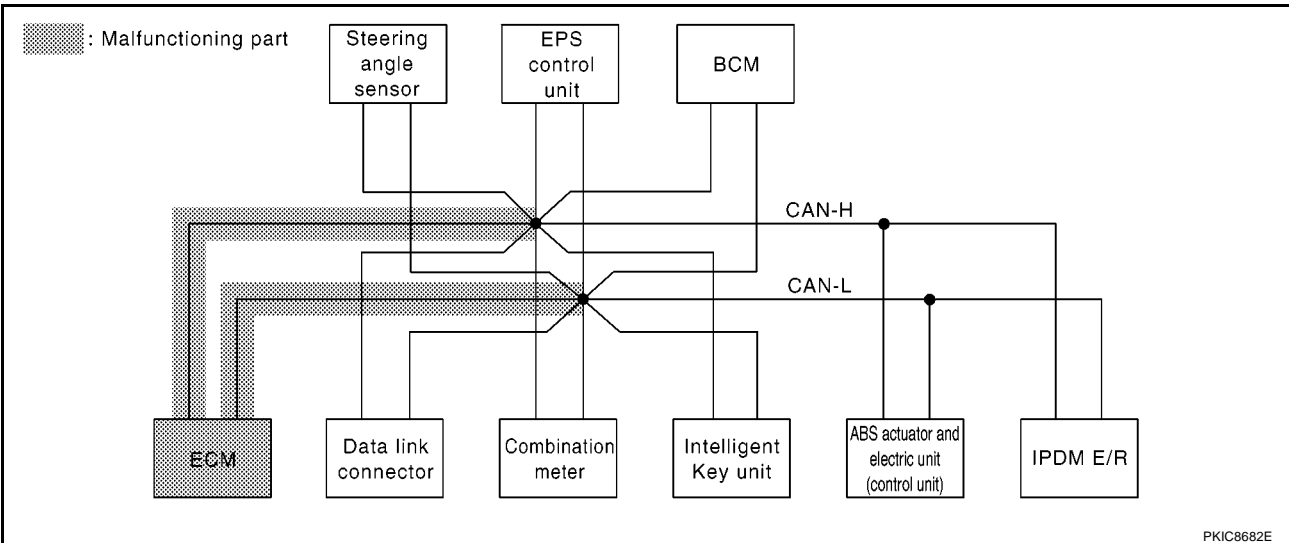 : Malfunctioning part
Steering
angle
sensor
EPS
control
unit
BCM
CAN-H
CAN-L
ECM
Data link
connector
Combination
meter
Intelligent
Key unit
ABS actuator and
electric unit
(control unit)
IPDM E/R
PKIC8682E